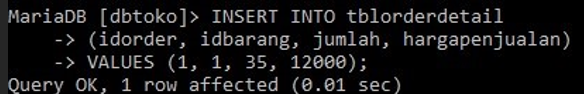 MariaDB [dbtoko]> INSERT INTO tblorderdetail
    -> (idorder, idbarang, jumlah, hargapenjualan)
    -> VALUES (1, 1, 35, 12000);
Query OK, 1 row affected (0.01 sec)